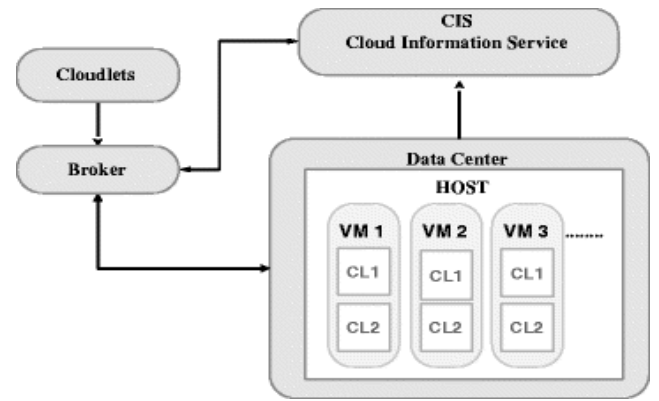 CIS
Cloud Information Service
Cloudlets
Broker
Data Center
HOST
VM 1 VM 2 VM 3 ........
CL1 CL1 CL1
CL2 CL2 CL2